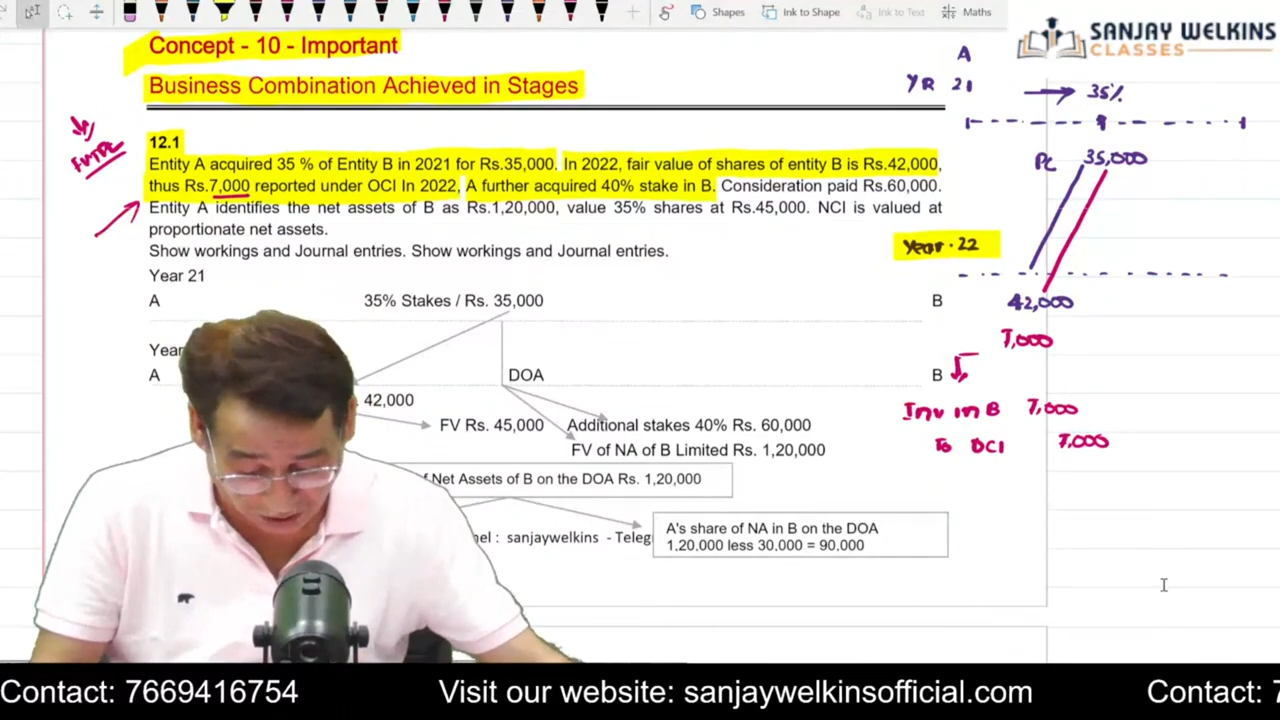 Shapes
Ink to Shape
Ink to Text
Maths
SANJAY WELKINS
CLASSES
Concept - 10 - Important
Business Combination Achieved in Stages
A
YR 21
35%
PC 35,000
FVTPL
12.1
Entity A acquired 35 % of Entity B in 2021 for Rs.35,000. In 2022, fair value of shares of entity B is Rs.42,000,
thus Rs.7,000 reported under OCI In 2022, A further acquired 40% stake in B. Consideration paid Rs.60,000.
Entity A identifies the net assets of B as Rs.1,20,000, value 35% shares at Rs.45,000. NCI is valued at
proportionate net assets.
Show workings and Journal entries. Show workings and Journal entries.
Year · 22
Year 21
A 35% Stakes / Rs. 35,000 B
42,000
7,000
Year
A DOA B
42,000
Inv in B 7,000
FV Rs. 45,000 Additional stakes 40% Rs. 60,000
To OCI 7,000
FV of NA of B Limited Rs. 1,20,000
Net Assets of B on the DOA Rs. 1,20,000
A's share of NA in B on the DOA
1,20,000 less 30,000 = 90,000
nel : sanjaywelkins - Teleg
Contact: 7669416754 Visit our website: sanjaywelkinsofficial.com Contact: 7